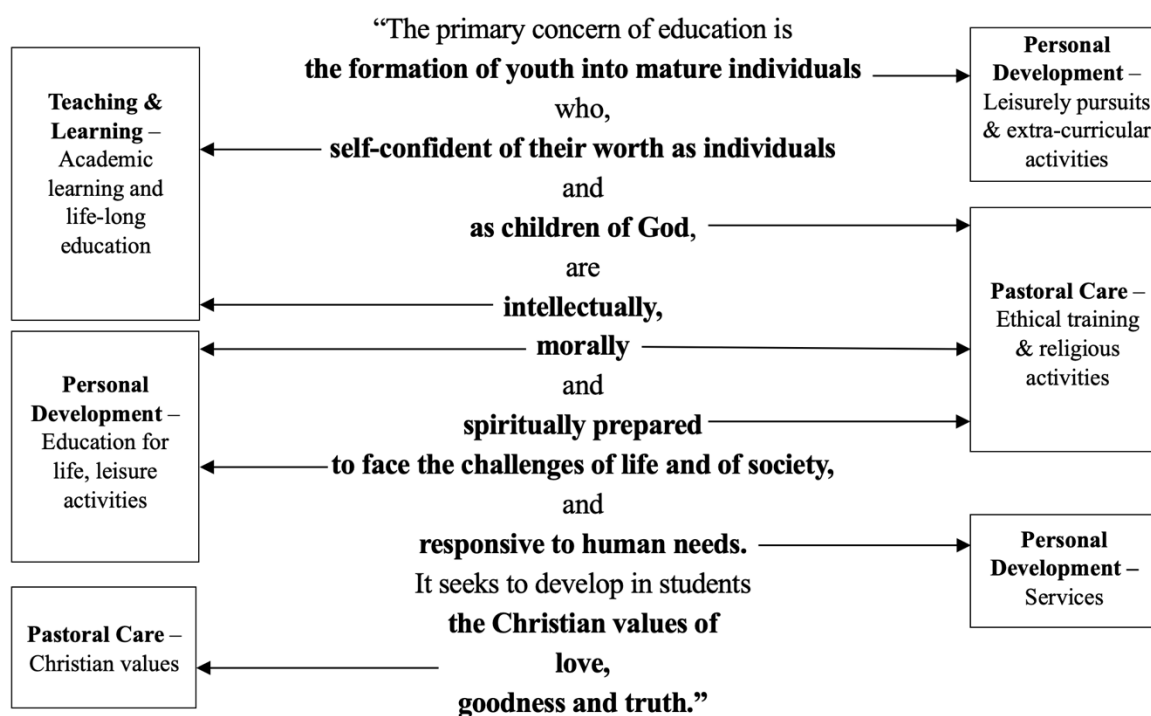 “The primary concern of education is
the formation of youth into mature individuals
who,
self-confident of their worth as individuals
and
as children of God,
are
intellectually,
morally
and
spiritually prepared
to face the challenges of life and of society,
and
responsive to human needs.
It seeks to develop in students
the Christian values of
love,
goodness and truth.”
Teaching &
Learning –
Academic
learning and
life-long
education
Personal
Development –
Education for
life, leisure
activities
Pastoral Care –
Christian values
Personal
Development –
Leisurely pursuits
& extra-curricular
activities
Pastoral Care –
Ethical training
& religious
activities
Personal
Development –
Services